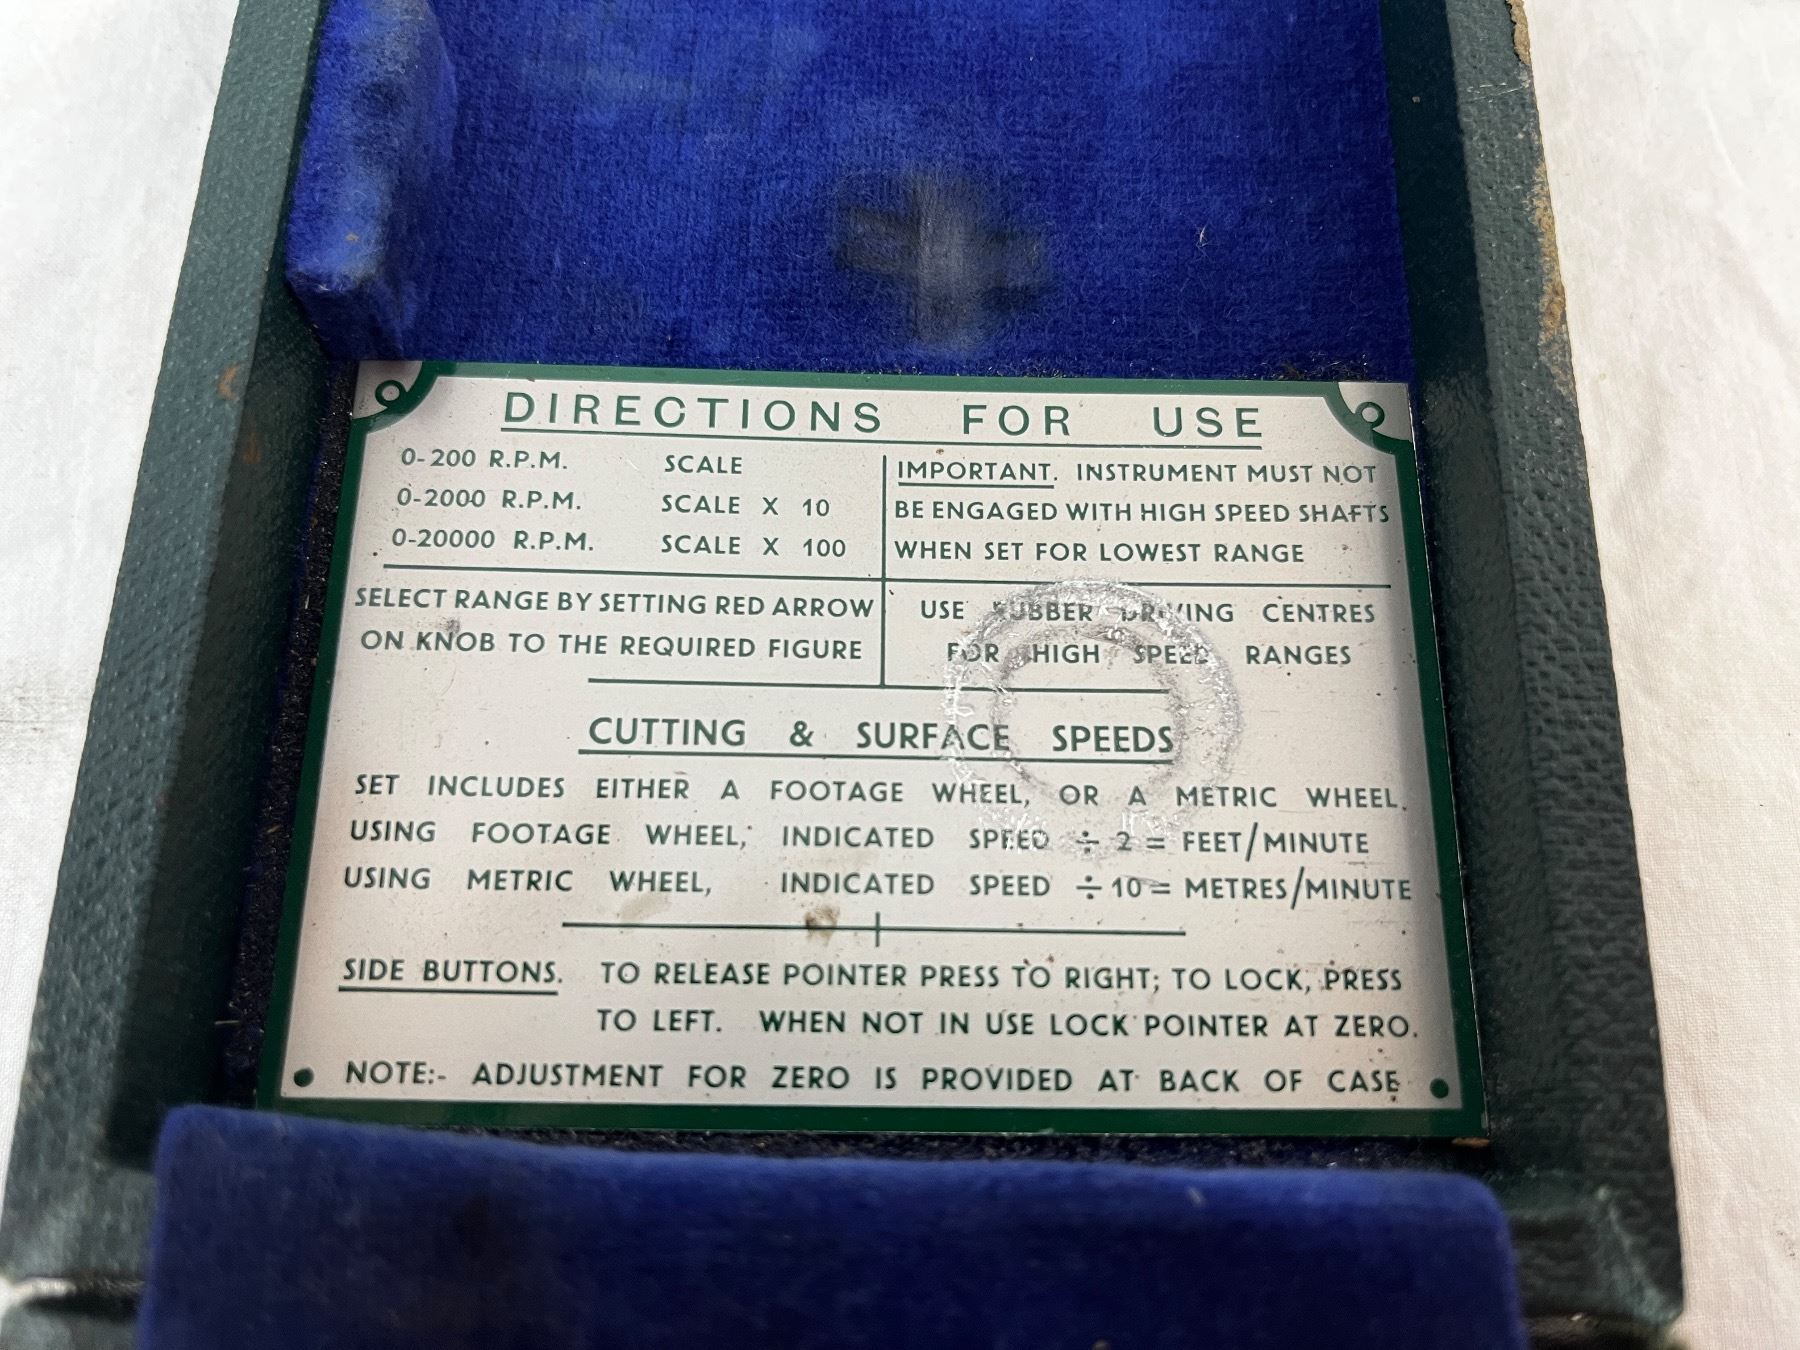 DIRECTIONS FOR USE
0-200 R.P.M. SCALE
0-2000 R.P.M. SCALE X 10
0-20000 R.P.M. SCALE X 100
IMPORTANT. INSTRUMENT MUST NOT
BE ENGAGED WITH HIGH SPEED SHAFTS
WHEN SET FOR LOWEST RANGE
SELECT RANGE BY SETTING RED ARROW
ON KNOB TO THE REQUIRED FIGURE
USE RUBBER DRIVING CENTRES
FOR HIGH SPEED RANGES
CUTTING & SURFACE SPEEDS
SET INCLUDES EITHER A FOOTAGE WHEEL, OR A METRIC WHEEL.
USING FOOTAGE WHEEL, INDICATED SPEED ÷ 2 = FEET/MINUTE
USING METRIC WHEEL, INDICATED SPEED ÷ 10 = METRES/MINUTE
SIDE BUTTONS. TO RELEASE POINTER PRESS TO RIGHT; TO LOCK, PRESS
TO LEFT. WHEN NOT IN USE LOCK POINTER AT ZERO.
NOTE:- ADJUSTMENT FOR ZERO IS PROVIDED AT BACK OF CASE